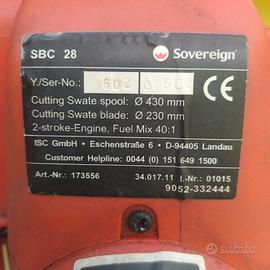 SBC 28
Sovereign®
Y./Ser-No.:
Cutting Swate spool: Ø 430 mm
Cutting Swate blade: Ø 230 mm
2-stroke-Engine, Fuel Mix 40:1
ISC GmbH • Eschenstraße 6 • D-94405 Landau
Customer Helpline: 0044 (0) 151 649 1500
Art.-Nr.: 173556 34.017.11 I.-Nr.: 01015
9052-332444
subito